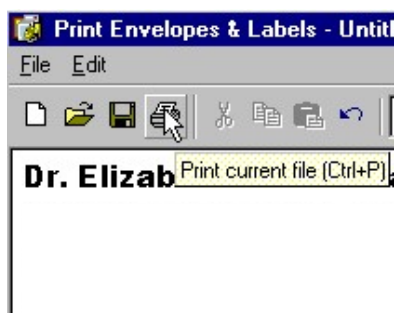 Print Envelopes & Labels - Untitl
File Edit
Print current file (Ctrl+P)
Dr. Elizab